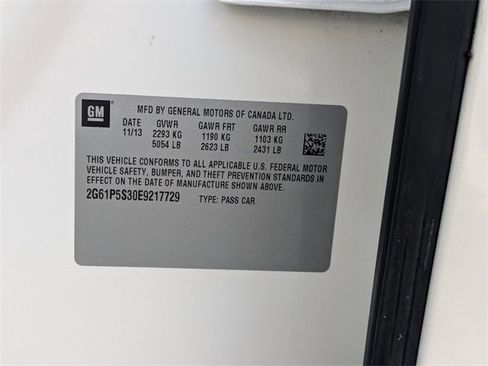 GM
MFD BY GENERAL MOTORS OF CANADA LTD.
DATE GVWR GAWR FRT GAWR RR
11/13 2293 KG 1190 KG 1103 KG
5054 LB 2623 LB 2431 LB
THIS VEHICLE CONFORMS TO ALL APPLICABLE U.S. FEDERAL MOTOR
VEHICLE SAFETY, BUMPER, AND THEFT PREVENTION STANDARDS IN
EFFECT ON THE DATE OF MANUFACTURE SHOWN ABOVE.
2G61P5S30E9217729 TYPE: PASS CAR